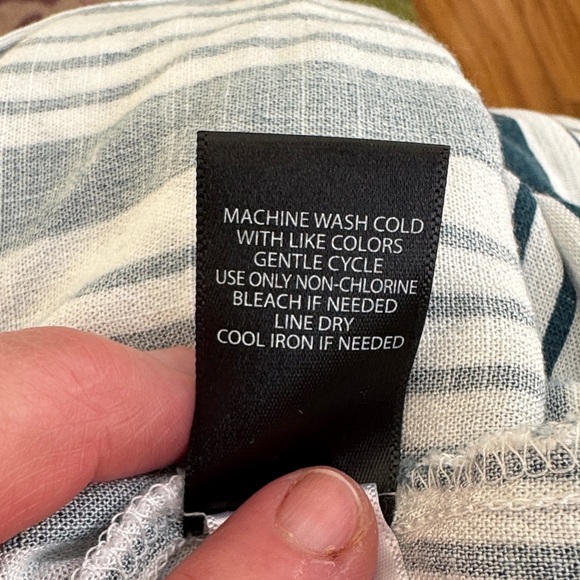 MACHINE WASH COLD
WITH LIKE COLORS
GENTLE CYCLE
USE ONLY NON-CHLORINE
BLEACH IF NEEDED
LINE DRY
COOL IRON IF NEEDED